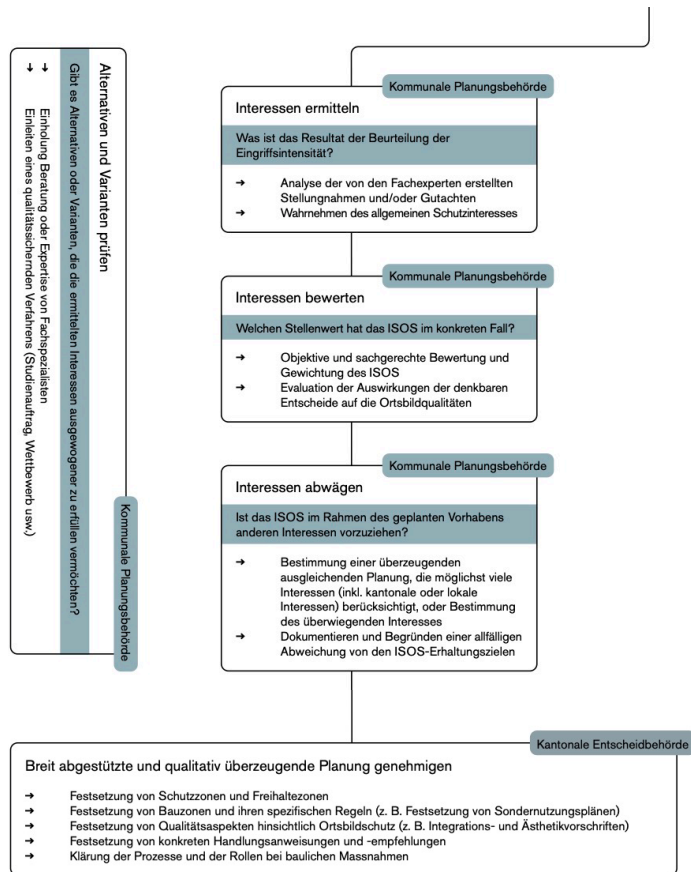 Kommunale Planungsbehörde
Alternativen und Varianten prüfen
Gibt es Alternativen oder Varianten, die die ermittelten Interessen ausgewogener zu erfüllen vermöchten?
➔ Einholung Beratung oder Expertise von Fachspezialisten
➔ Einleiten eines qualitätssichernden Verfahrens (Studienauftrag, Wettbewerb usw.)
Kommunale Planungsbehörde
Interessen ermitteln
Was ist das Resultat der Beurteilung der
Eingriffsintensität?
➔ Analyse der von den Fachexperten erstellten
Stellungnahmen und/oder Gutachten
➔ Wahrnehmen des allgemeinen Schutzinteresses
Kommunale Planungsbehörde
Interessen bewerten
Welchen Stellenwert hat das ISOS im konkreten Fall?
➔ Objektive und sachgerechte Bewertung und
Gewichtung des ISOS
➔ Evaluation der Auswirkungen der denkbaren
Entscheide auf die Ortsbildqualitäten
Kommunale Planungsbehörde
Interessen abwägen
Ist das ISOS im Rahmen des geplanten Vorhabens
anderen Interessen vorzuziehen?
➔ Bestimmung einer überzeugenden
ausgleichenden Planung, die möglichst viele
Interessen (inkl. kantonale oder lokale
Interessen) berücksichtigt, oder Bestimmung
des überwiegenden Interesses
➔ Dokumentieren und Begründen einer allfälligen
Abweichung von den ISOS-Erhaltungszielen
Kantonale Entscheidbehörde
Breit abgestützte und qualitativ überzeugende Planung genehmigen
➔ Festsetzung von Schutzzonen und Freihaltezonen
➔ Festsetzung von Bauzonen und ihren spezifischen Regeln (z. B. Festsetzung von Sondernutzungsplänen)
➔ Festsetzung von Qualitätsaspekten hinsichtlich Ortsbildschutz (z. B. Integrations- und Ästhetikvorschriften)
➔ Festsetzung von konkreten Handlungsanweisungen und -empfehlungen
➔ Klärung der Prozesse und der Rollen bei baulichen Massnahmen